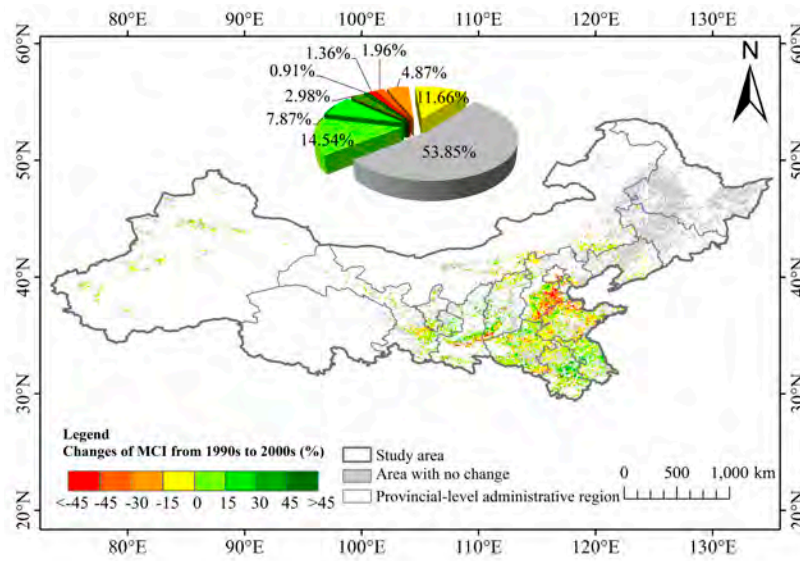 80°E 90°E 100°E 110°E 120°E 130°E
60°N
50°N
40°N
30°N
20°N
60°N
50°N
40°N
30°N
20°N
N
1.36%
1.96%
0.91%
4.87%
2.98%
11.66%
7.87%
14.54%
53.85%
Legend
Changes of MCI from 1990s to 2000s (%)
<-45 -45 -30 -15 0 15 30 45 >45
Study area
Area with no change
Provincial-level administrative region
0 500 1,000 km
80°E 90°E 100°E 110°E 120°E 130°E